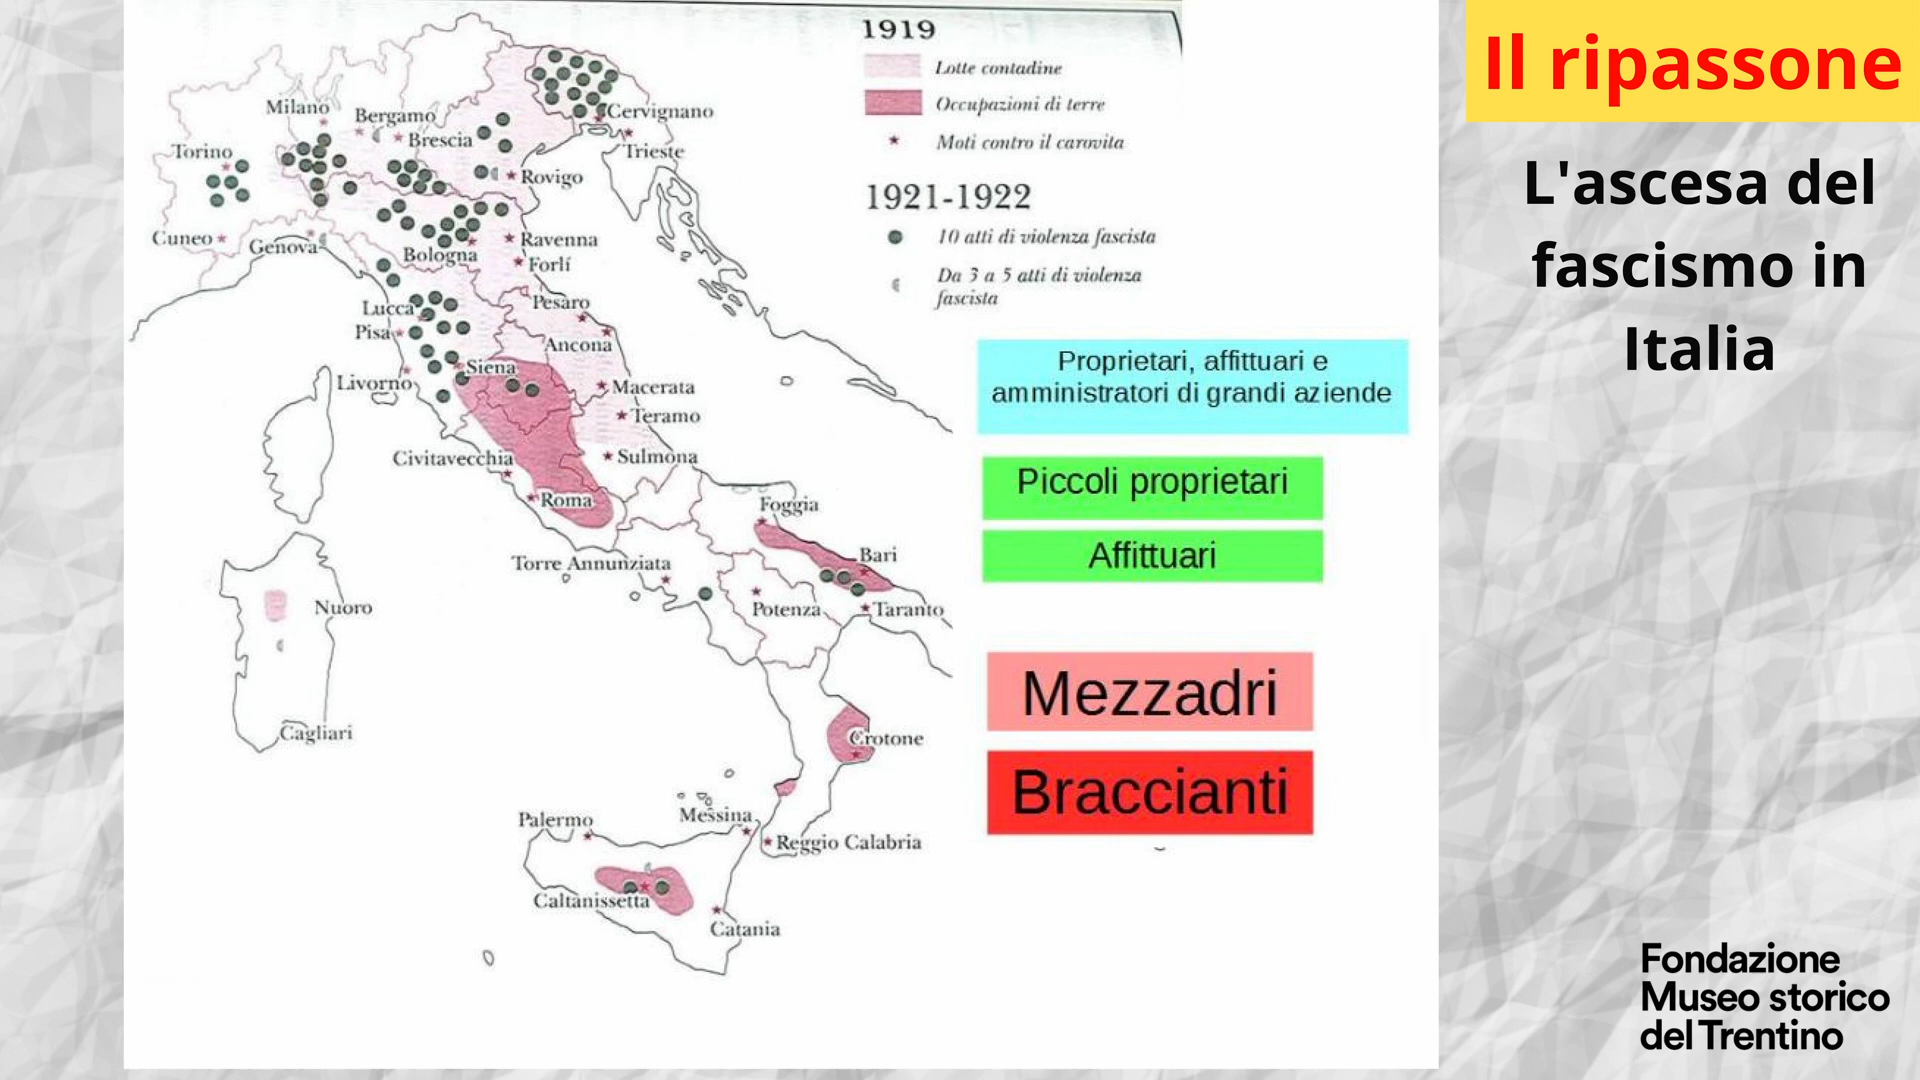 Il ripassone
L'ascesa del
fascismo in
Italia
1919
Lotte contadine
Occupazioni di terre
Moti contro il carovita
1921-1922
10 atti di violenza fascista
Da 3 a 5 atti di violenza
fascista
Milano
Bergamo
Brescia
Cervignano
Trieste
Torino
Rovigo
Cuneo
Genova
Bologna
Ravenna
Forlí
Pesaro
Lucca
Pisa
Ancona
Siena
Livorno
Macerata
Teramo
Civitavecchia
Sulmona
Roma
Foggia
Bari
Torre Annunziata
Potenza
Taranto
Nuoro
Cagliari
Crotone
Palermo
Messina
Reggio Calabria
Caltanissetta
Catania
Proprietari, affittuari e
amministratori di grandi aziende
Piccoli proprietari
Affittuari
Mezzadri
Braccianti
Fondazione
Museo storico
del Trentino